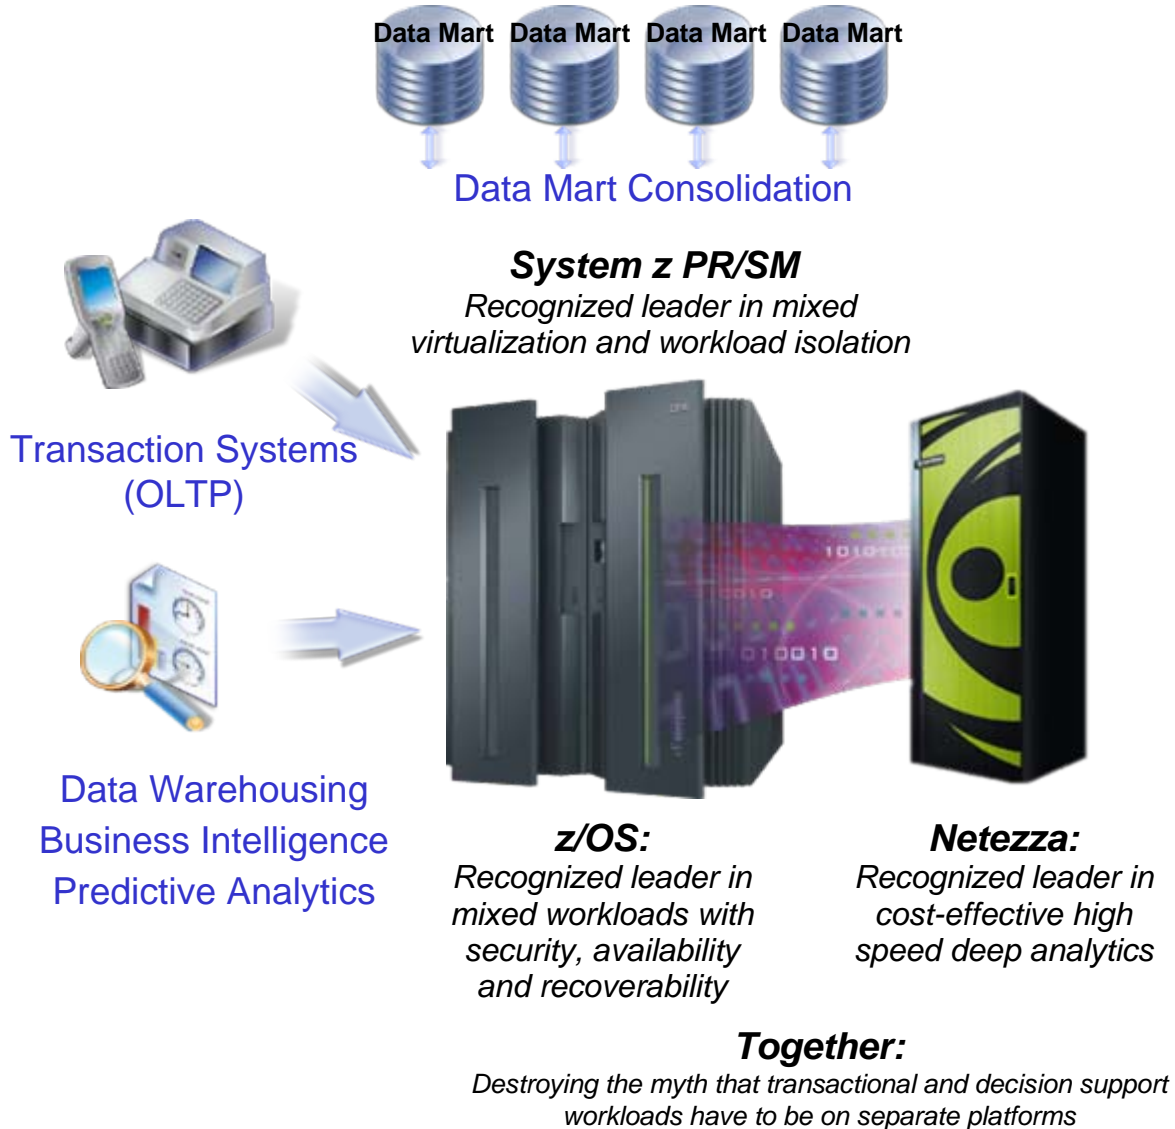 Data Mart Data Mart Data Mart Data Mart
Data Mart Consolidation
System z PR/SM
Recognized leader in mixed
virtualization and workload isolation
Transaction Systems
(OLTP)
101010
10010
010010
Data Warehousing
Business Intelligence
Predictive Analytics
z/OS:
Recognized leader in
mixed workloads with
security, availability
and recoverability
Netezza:
Recognized leader in
cost-effective high
speed deep analytics
Together:
Destroying the myth that transactional and decision support
workloads have to be on separate platforms